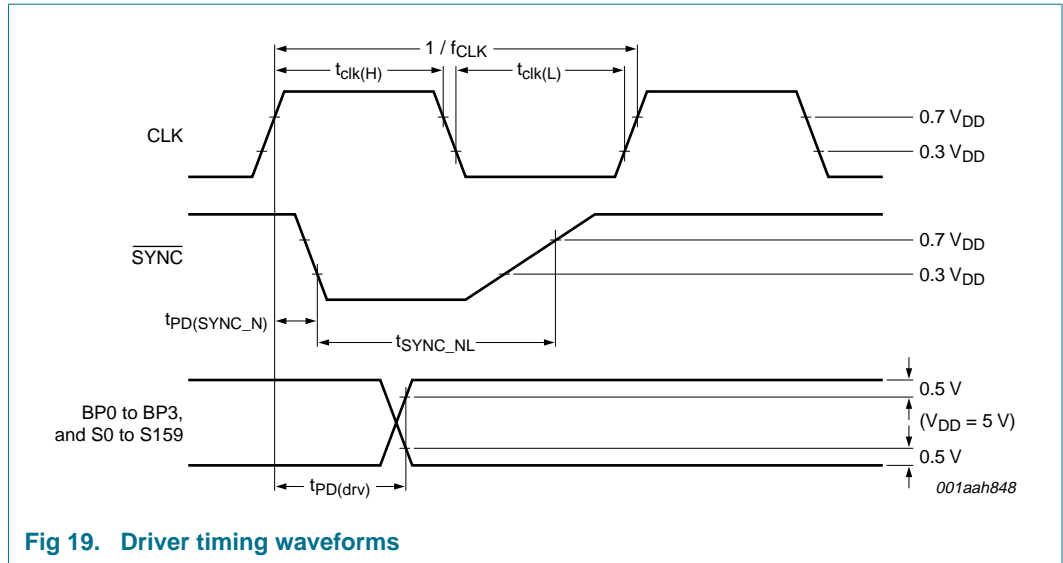 1 / fCLK
tclk(H)
tclk(L)
CLK
0.7 VDD
0.3 VDD
SYNC
0.7 VDD
0.3 VDD
tPD(SYNC_N)
tSYNC_NL
BP0 to BP3,
and S0 to S159
0.5 V
(VDD = 5 V)
0.5 V
tPD(drv)
001aah848
Fig 19. Driver timing waveforms